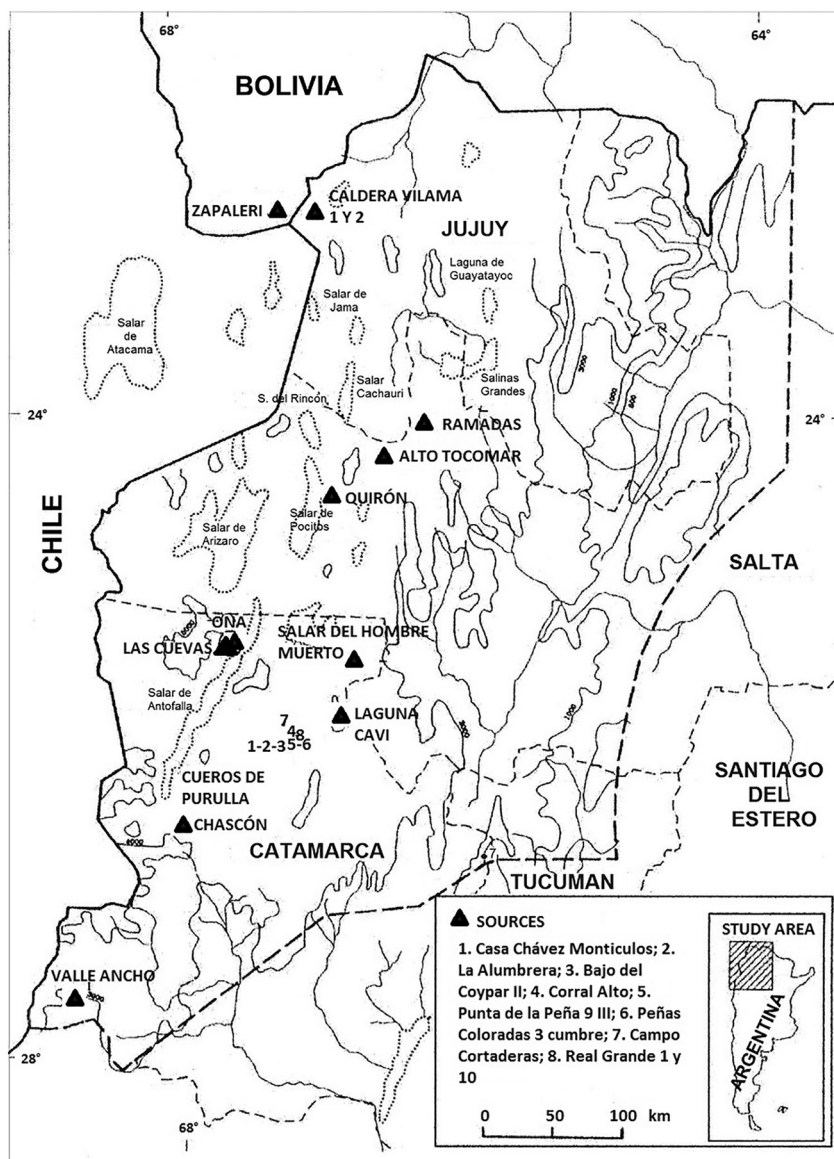 68°
64°
BOLIVIA
ZAPALERI
CALDERA VILAMA
1 Y 2
JUJUY
Laguna de
Guayatayoc
Salar de
Jama
Salar
de
Atacama
Salar
Cachauri
Salinas
Grandes
3000
1000
S. del Rincón
24°
24°
RAMADAS
ALTO TOCOMAR
QUIRÓN
Salar de
Pocitos
Salar de
Arizaro
CHILE
SALTA
ONA
LAS CUEVAS
SALAR DEL HOMBRE
MUERTO
Salar de
Antofalla
LAGUNA
CAVI
7
4
8
1-2-3
5-6
1000
CUEROS DE
PURULLA
CHASCÓN
SANTIAGO
DEL
ESTERO
CATAMARCA
TUCUMAN
VALLE ANCHO
28°
68°
SOURCES
1. Casa Chávez Monticulos; 2.
La Alumbrera; 3. Bajo del
Coypar II; 4. Corral Alto; 5.
Punta de la Peña 9 III; 6. Peñas
Coloradas 3 cumbre; 7. Campo
Cortaderas; 8. Real Grande 1 y
10
0 50 100 km
STUDY AREA
ARGENTINA